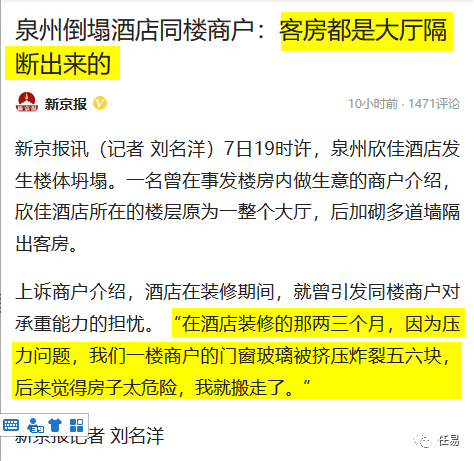 泉州倒塌酒店同楼商户：客房都是大厅隔
断出来的
新京报
10小时前 · 1471评论
新京报讯（记者 刘名洋）7日19时许，泉州欣佳酒店发
生楼体坍塌。一名曾在事发楼房内做生意的商户介绍，
欣佳酒店所在的楼层原为一整个大厅，后加砌多道墙隔
出客房。
上诉商户介绍，酒店在装修期间，就曾引发同楼商户对
承重能力的担忧。“在酒店装修的那两三个月，因为压
力问题，我们一楼商户的门窗玻璃被挤压炸裂五六块，
后来觉得房子太危险，我就搬走了。”
新京报记者 刘名洋
任易